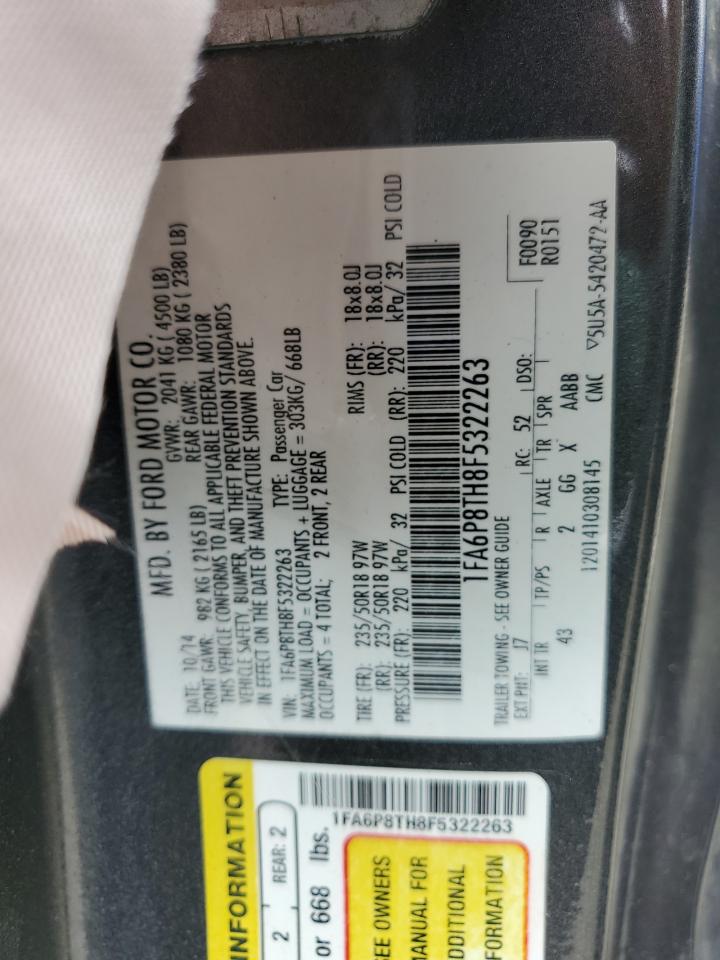 MFD. BY FORD MOTOR CO.
DATE: 10/14 GVWR: 2041 KG ( 4500 LB)
FRONT GAWR: 982 KG ( 2165 LB) REAR GAWR: 1080 KG ( 2380 LB)
THIS VEHICLE CONFORMS TO ALL APPLICABLE FEDERAL MOTOR
VEHICLE SAFETY, BUMPER, AND THEFT PREVENTION STANDARDS
IN EFFECT ON THE DATE OF MANUFACTURE SHOWN ABOVE.
VIN: 1FA6P8TH8F5322263 TYPE: Passenger Car
MAXIMUM LOAD = OCCUPANTS + LUGGAGE = 303KG/ 668LB
OCCUPANTS = 4 TOTAL; 2 FRONT, 2 REAR
TIRE (FR): 235/50R18 97W RIMS (FR): 18x8.0J
(RR): 235/50R18 97W (RR): 18x8.0J
PRESSURE (FR): 220 kPa/ 32 PSI COLD (RR): 220 kPa/ 32 PSI COLD
1FA6P8TH8F5322263
TRAILER TOWING - SEE OWNER GUIDE
EXT PNT: J7 RC: 52 DSO: F0090
INT TR TP/PS R AXLE TR SPR R0151
43 2 GG X AABB
1201410308145 CMC ▽5U5A-5420472-AA
INFORMATION
2 REAR: 2
or 668 lbs.
1FA6P8TH8F5322263
SEE OWNERS
MANUAL FOR
ADDITIONAL
INFORMATION